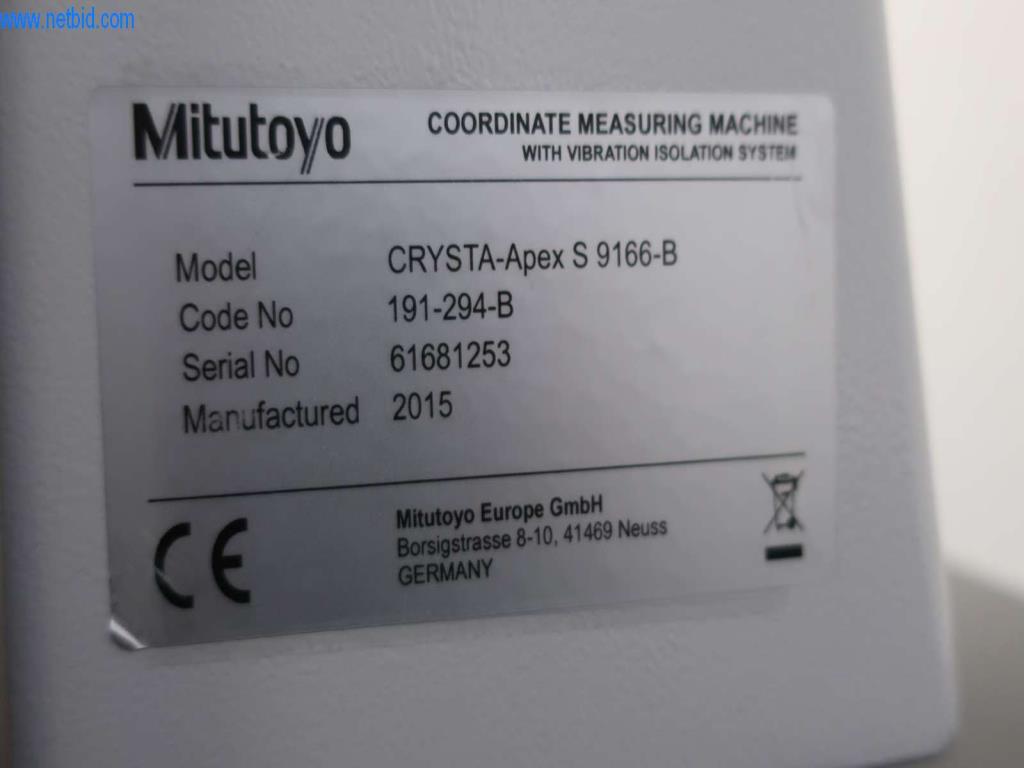 www.netbid.com
Mitutoyo
COORDINATE MEASURING MACHINE
WITH VIBRATION ISOLATION SYSTEM
Model CRYSTA-Apex S 9166-B
Code No 191-294-B
Serial No 61681253
Manufactured 2015
CE
Mitutoyo Europe GmbH
Borsigstrasse 8-10, 41469 Neuss
GERMANY